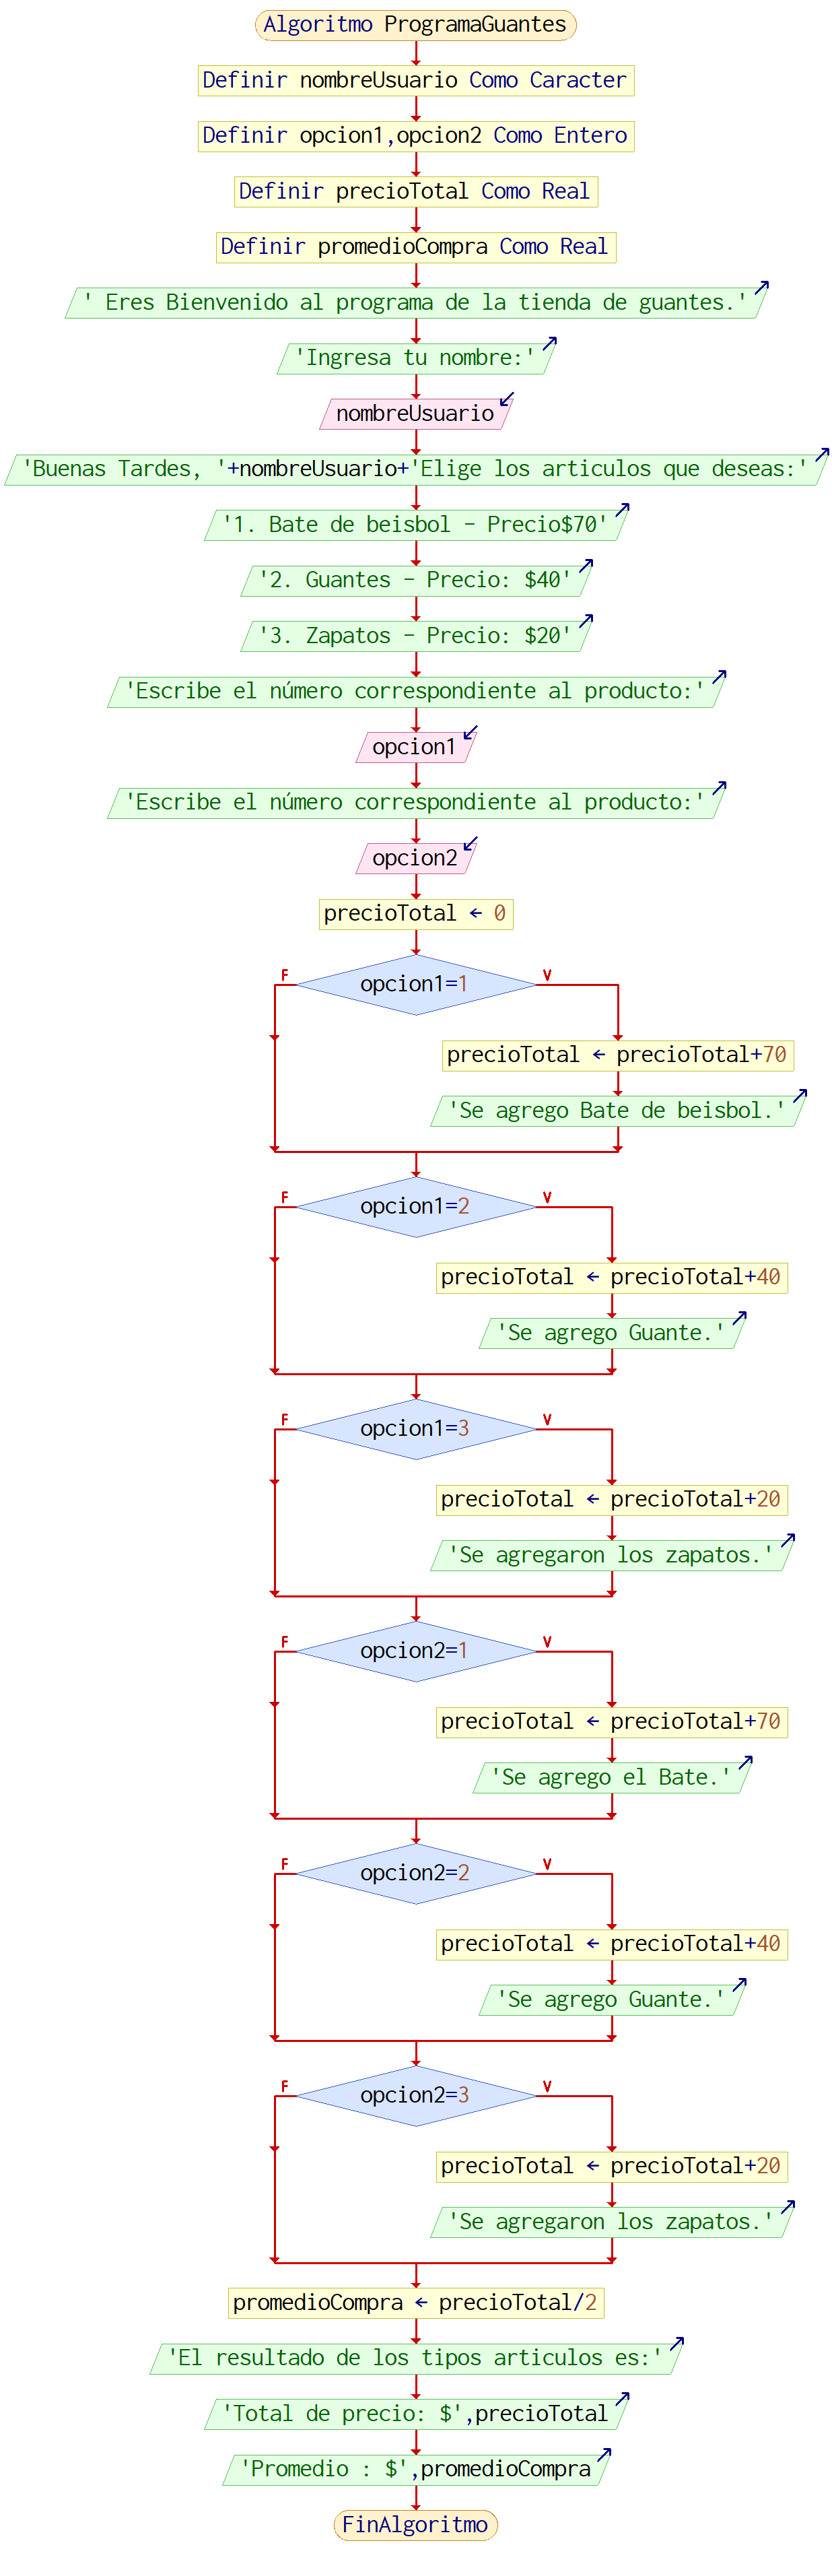 Algoritmo ProgramaGuantes
Definir nombreUsuario Como Caracter
Definir opcion1,opcion2 Como Entero
Definir precioTotal Como Real
Definir promedioCompra Como Real
' Eres Bienvenido al programa de la tienda de guantes.'
'Ingresa tu nombre:'
nombreUsuario
'Buenas Tardes, '+nombreUsuario+'Elige los articulos que deseas:'
'1. Bate de beisbol - Precio$70'
'2. Guantes - Precio: $40'
'3. Zapatos - Precio: $20'
'Escribe el número correspondiente al producto:'
opcion1
'Escribe el número correspondiente al producto:'
opcion2
precioTotal ← 0
F V
opcion1=1
precioTotal ← precioTotal+70
'Se agrego Bate de beisbol.'
F V
opcion1=2
precioTotal ← precioTotal+40
'Se agrego Guante.'
F V
opcion1=3
precioTotal ← precioTotal+20
'Se agregaron los zapatos.'
F V
opcion2=1
precioTotal ← precioTotal+70
'Se agrego el Bate.'
F V
opcion2=2
precioTotal ← precioTotal+40
'Se agrego Guante.'
F V
opcion2=3
precioTotal ← precioTotal+20
'Se agregaron los zapatos.'
promedioCompra ← precioTotal/2
'El resultado de los tipos articulos es:'
'Total de precio: $',precioTotal
'Promedio : $',promedioCompra
FinAlgoritmo